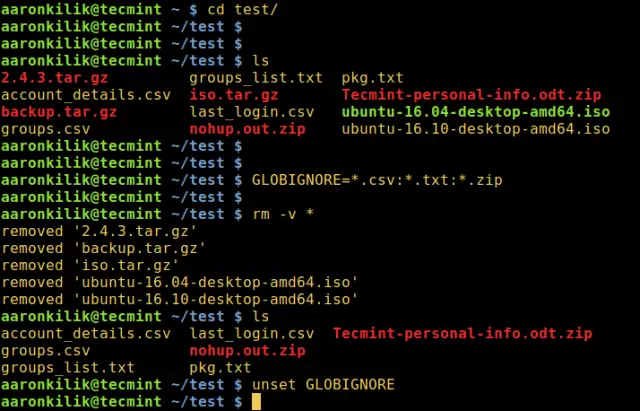 aaronkilik@tecmint ~ $ cd test/
aaronkilik@tecmint ~/test $
aaronkilik@tecmint ~/test $
aaronkilik@tecmint ~/test $ ls
2.4.3.tar.gz groups_list.txt pkg.txt
account_details.csv iso.tar.gz Tecmint-personal-info.odt.zip
backup.tar.gz last_login.csv ubuntu-16.04-desktop-amd64.iso
groups.csv nohup.out.zip ubuntu-16.10-desktop-amd64.iso
aaronkilik@tecmint ~/test $
aaronkilik@tecmint ~/test $
aaronkilik@tecmint ~/test $ GLOBIGNORE=*.csv:*.txt:*.zip
aaronkilik@tecmint ~/test $
aaronkilik@tecmint ~/test $ rm -v *
removed '2.4.3.tar.gz'
removed 'backup.tar.gz'
removed 'iso.tar.gz'
removed 'ubuntu-16.04-desktop-amd64.iso'
removed 'ubuntu-16.10-desktop-amd64.iso'
aaronkilik@tecmint ~/test $ ls
account_details.csv last_login.csv Tecmint-personal-info.odt.zip
groups.csv nohup.out.zip
groups_list.txt pkg.txt
aaronkilik@tecmint ~/test $ unset GLOBIGNORE
aaronkilik@tecmint ~/test $